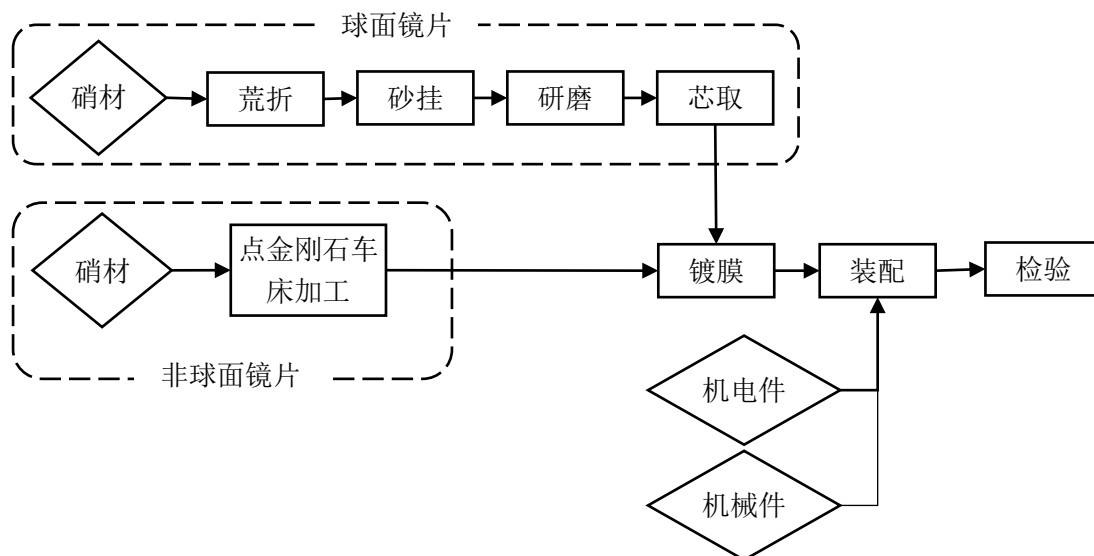 球面镜片
硝材
荒折
砂挂
研磨
芯取
硝材
点金刚石车
床加工
镀膜
装配
检验
非球面镜片
机电件
机械件